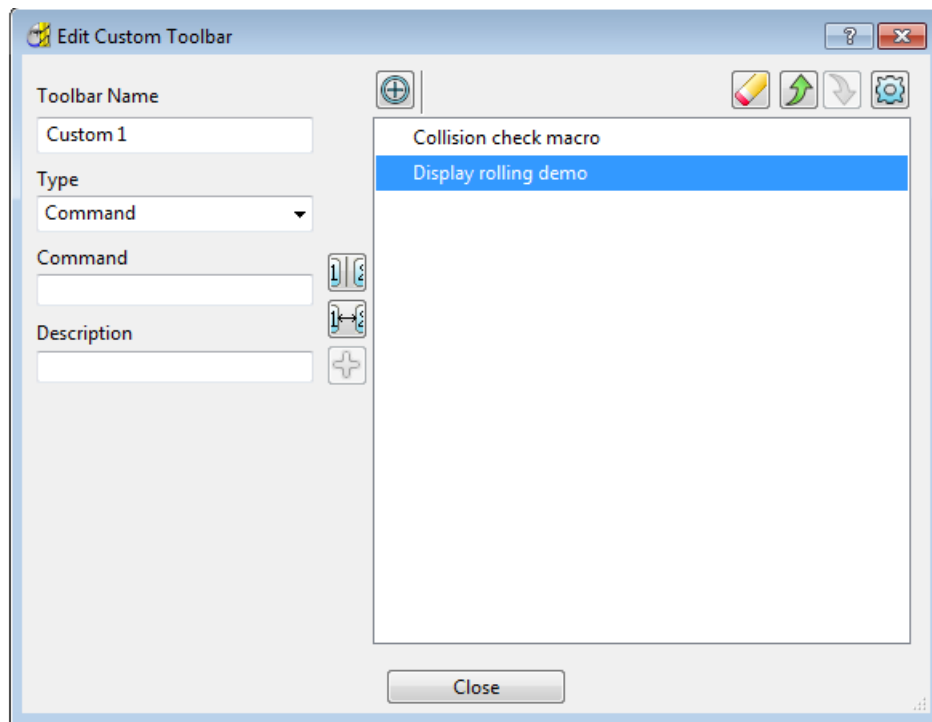 Edit Custom Toolbar
?
Toolbar Name
Custom 1
Type
Command
Command
Description
Collision check macro
Display rolling demo
Close